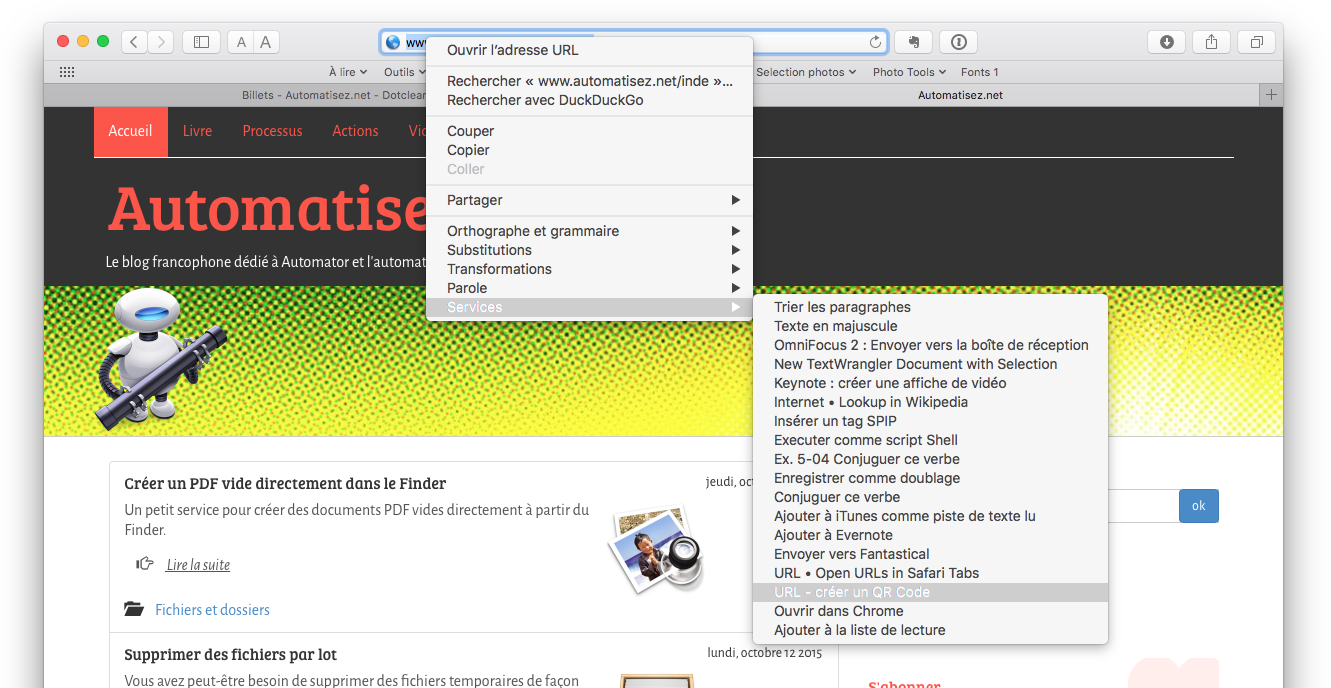 A A
www
À lire Outils Selection photos Photo Tools Fonts 1
Billets - Automatisez.net - Dotclear Automatisez.net
Accueil Livre Processus Actions
Automatise
Le blog francophone dédié à Automator et l'automat
Ouvrir l'adresse URL
Rechercher « www.automatisez.net/inde »...
Rechercher avec DuckDuckGo
Couper
Copier
Coller
Partager
Orthographe et grammaire
Substitutions
Transformations
Parole
Services
Trier les paragraphes
Texte en majuscule
OmniFocus 2 : Envoyer vers la boîte de réception
New TextWrangler Document with Selection
Keynote : créer une affiche de vidéo
Internet • Lookup in Wikipedia
Insérer un tag SPIP
Executer comme script Shell
Ex. 5-04 Conjuguer ce verbe
Enregistrer comme doublage
Conjuguer ce verbe
Ajouter à iTunes comme piste de texte lu
Ajouter à Evernote
Envoyer vers Fantastical
URL • Open URLs in Safari Tabs
URL - créer un QR Code
Ouvrir dans Chrome
Ajouter à la liste de lecture
Créer un PDF vide directement dans le Finder
jeudi, oc
Un petit service pour créer des documents PDF vides directement à partir du
Finder.
Lire la suite
Fichiers et dossiers
ok
Supprimer des fichiers par lot
lundi, octobre 12 2015
Vous avez peut-être besoin de supprimer des fichiers temporaires de façon
S'abonner